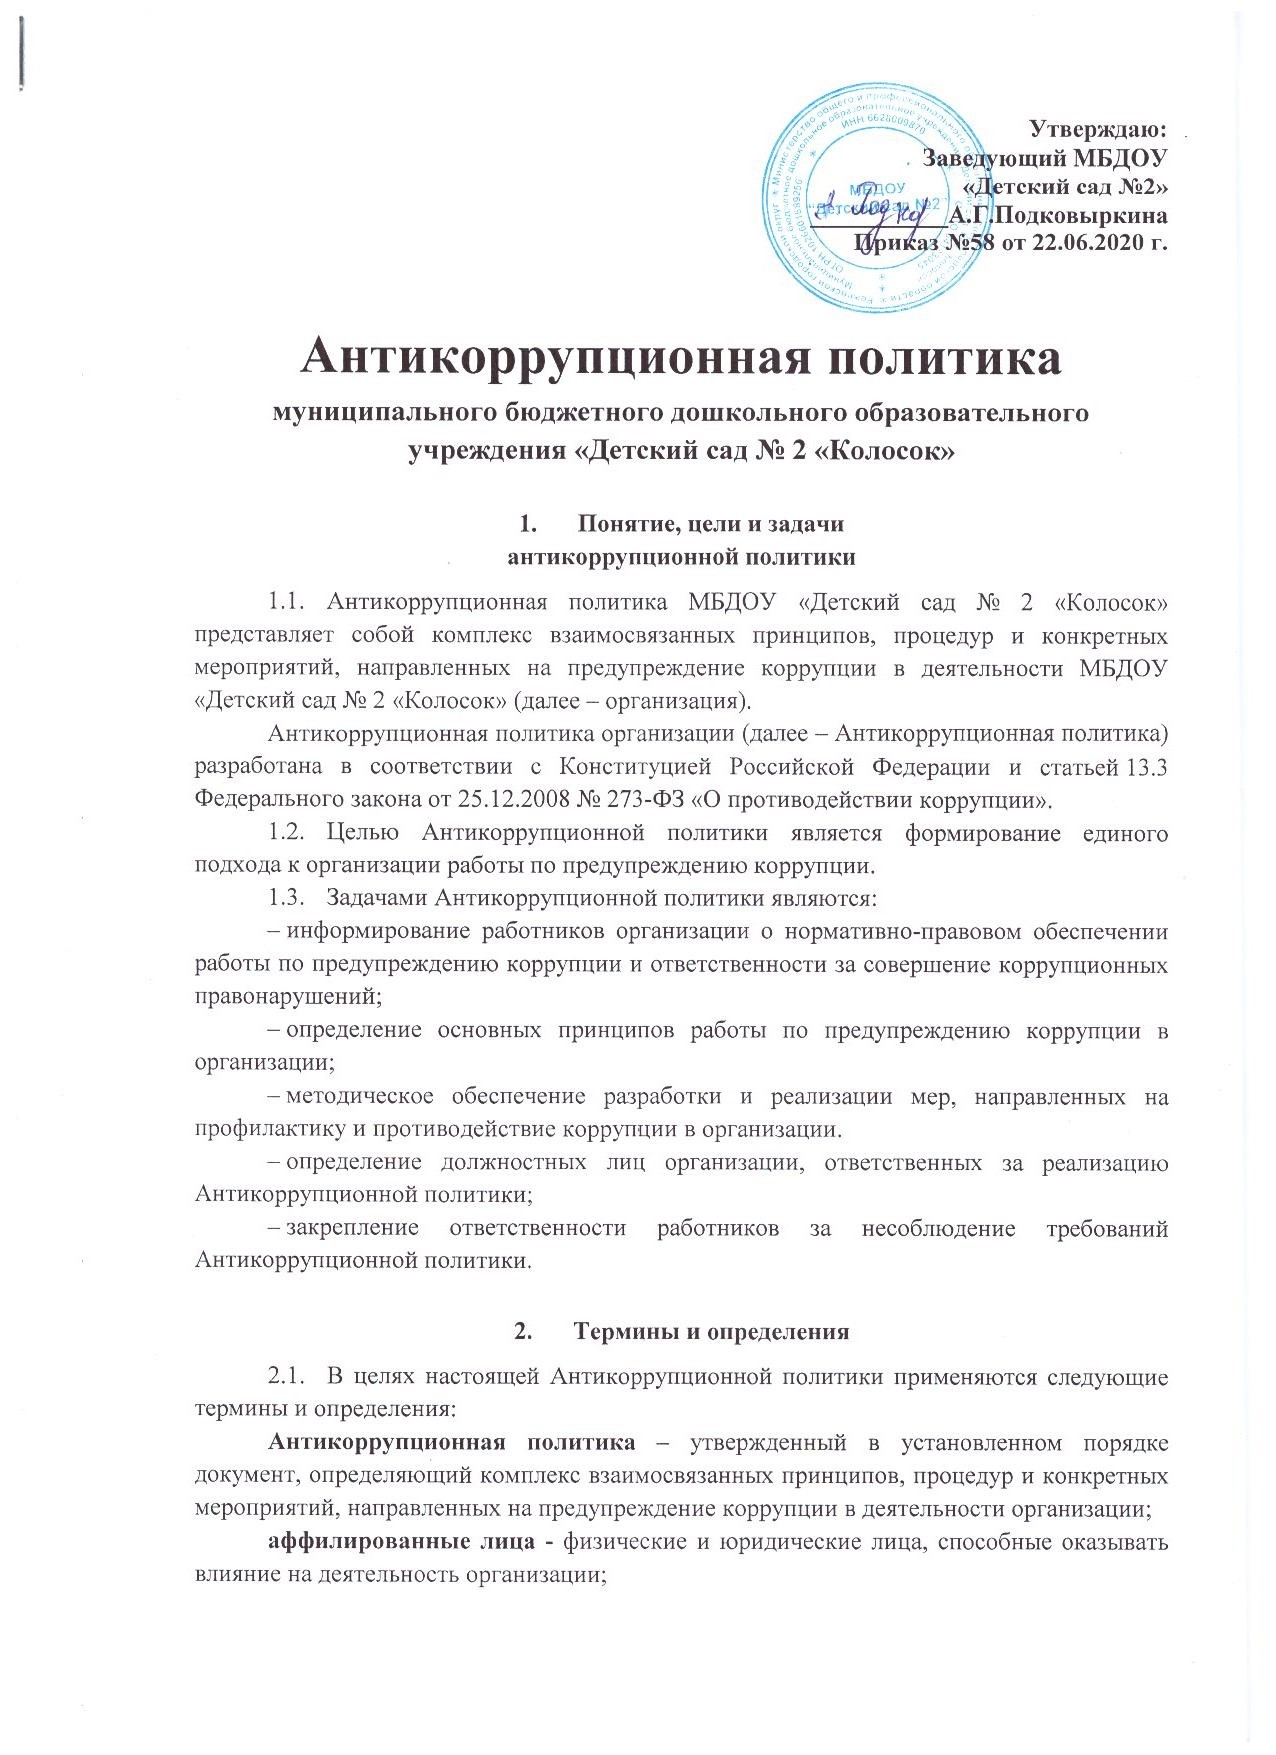 Утверждаю:
Заведующий МБДОУ
«Детский сад №2»
А.Г.Подковыркина
Приказ №58 от 22.06.2020 г.
ИНН 6628009870
МБДОУ
"Детский сад №2"
Антикоррупционная политика
муниципального бюджетного дошкольного образовательного
учреждения «Детский сад № 2 «Колосок»
1. Понятие, цели и задачи
антикоррупционной политики
1.1. Антикоррупционная политика МБДОУ «Детский сад № 2 «Колосок»
представляет собой комплекс взаимосвязанных принципов, процедур и конкретных
мероприятий, направленных на предупреждение коррупции в деятельности МБДОУ
«Детский сад № 2 «Колосок» (далее – организация).
Антикоррупционная политика организации (далее – Антикоррупционная политика)
разработана в соответствии с Конституцией Российской Федерации и статьей 13.3
Федерального закона от 25.12.2008 № 273-ФЗ «О противодействии коррупции».
1.2. Целью Антикоррупционной политики является формирование единого
подхода к организации работы по предупреждению коррупции.
1.3. Задачами Антикоррупционной политики являются:
– информирование работников организации о нормативно-правовом обеспечении
работы по предупреждению коррупции и ответственности за совершение коррупционных
правонарушений;
– определение основных принципов работы по предупреждению коррупции в
организации;
– методическое обеспечение разработки и реализации мер, направленных на
профилактику и противодействие коррупции в организации.
– определение должностных лиц организации, ответственных за реализацию
Антикоррупционной политики;
– закрепление ответственности работников за несоблюдение требований
Антикоррупционной политики.
2. Термины и определения
2.1. В целях настоящей Антикоррупционной политики применяются следующие
термины и определения:
Антикоррупционная политика – утвержденный в установленном порядке
документ, определяющий комплекс взаимосвязанных принципов, процедур и конкретных
мероприятий, направленных на предупреждение коррупции в деятельности организации;
аффилированные лица - физические и юридические лица, способные оказывать
влияние на деятельность организации;